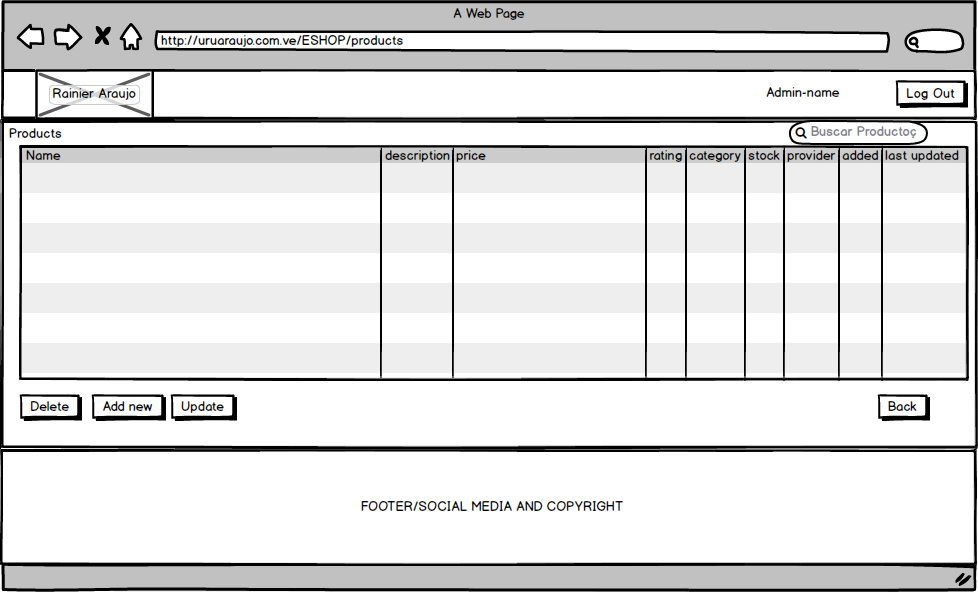 A Web Page
http://uruaraujo.com.ve/ESHOP/products
Rainier Araujo
Admin-name
Log Out
Products
Buscar Productoç
Name description price rating category stock provider added last updated
Delete Add new Update Back
FOOTER/SOCIAL MEDIA AND COPYRIGHT